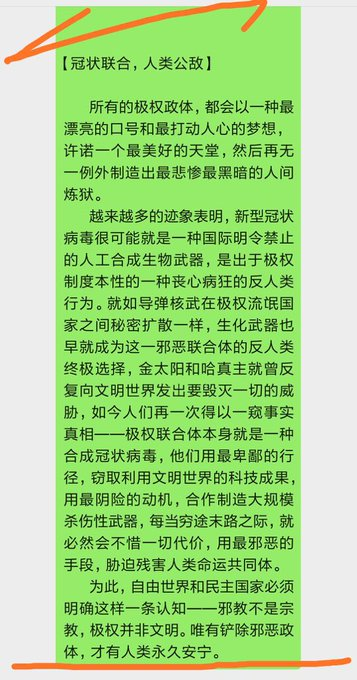 【冠状联合，人类公敌】
所有的极权政体，都会以一种最
漂亮的口号和最打动人心的梦想，
许诺一个最美好的天堂，然后再无
一例外制造出最悲惨最黑暗的人间
炼狱。
越来越多的迹象表明，新型冠状
病毒很可能就是一种国际明令禁止
的人工合成生物武器，是出于极权
制度本性的一种丧心病狂的反人类
行为。就如导弹核武在极权流氓国
家之间秘密扩散一样，生化武器也
早就成为这一邪恶联合体的反人类
终极选择，金太阳和哈真主就曾反
复向文明世界发出要毁灭一切的威
胁，如今人们再一次得以一窥事实
真相——极权联合体本身就是一种
合成冠状病毒，他们用最卑鄙的行
径，窃取利用文明世界的科技成果，
用最阴险的动机，合作制造大规模
杀伤性武器，每当穷途末路之际，就
必然会不惜一切代价，用最邪恶的
手段，胁迫残害人类命运共同体。
为此，自由世界和民主国家必须
明确这样一条认知——邪教不是宗
教，极权并非文明。唯有铲除邪恶政
体，才有人类永久安宁。